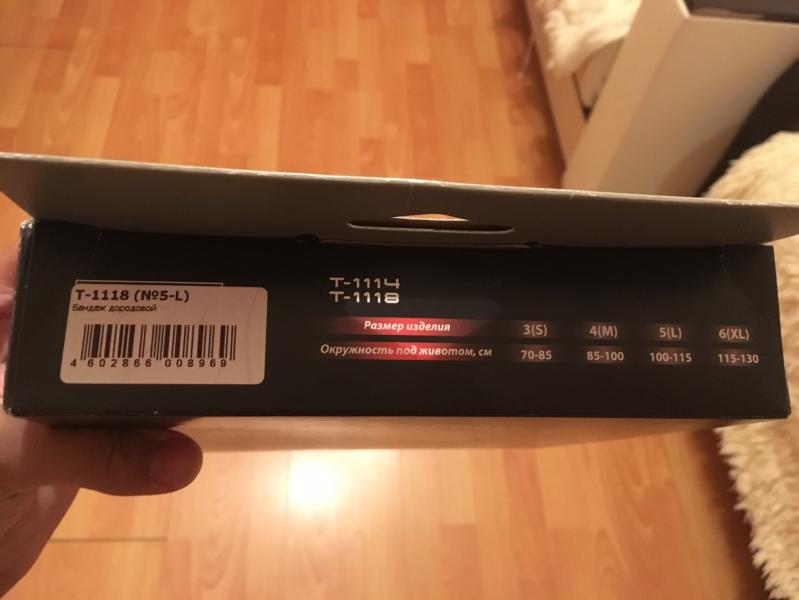 T-1118 (№5-L)
Бандаж дородовой
4 602866 008969
T-1114
T-1118
Размер изделия 3(S) 4(M) 5(L) 6(XL)
Окружность под животом, см 70-85 85-100 100-115 115-130